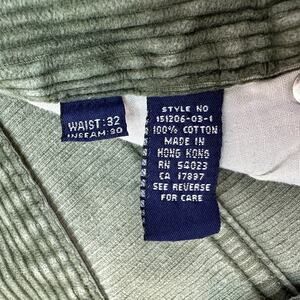 WAIST:32
INSEAM:30
STYLE NO
151206-03-1
100% COTTON
MADE IN
HONG KONG
RN 54023
CA 17897
SEE REVERSE
FOR CARE